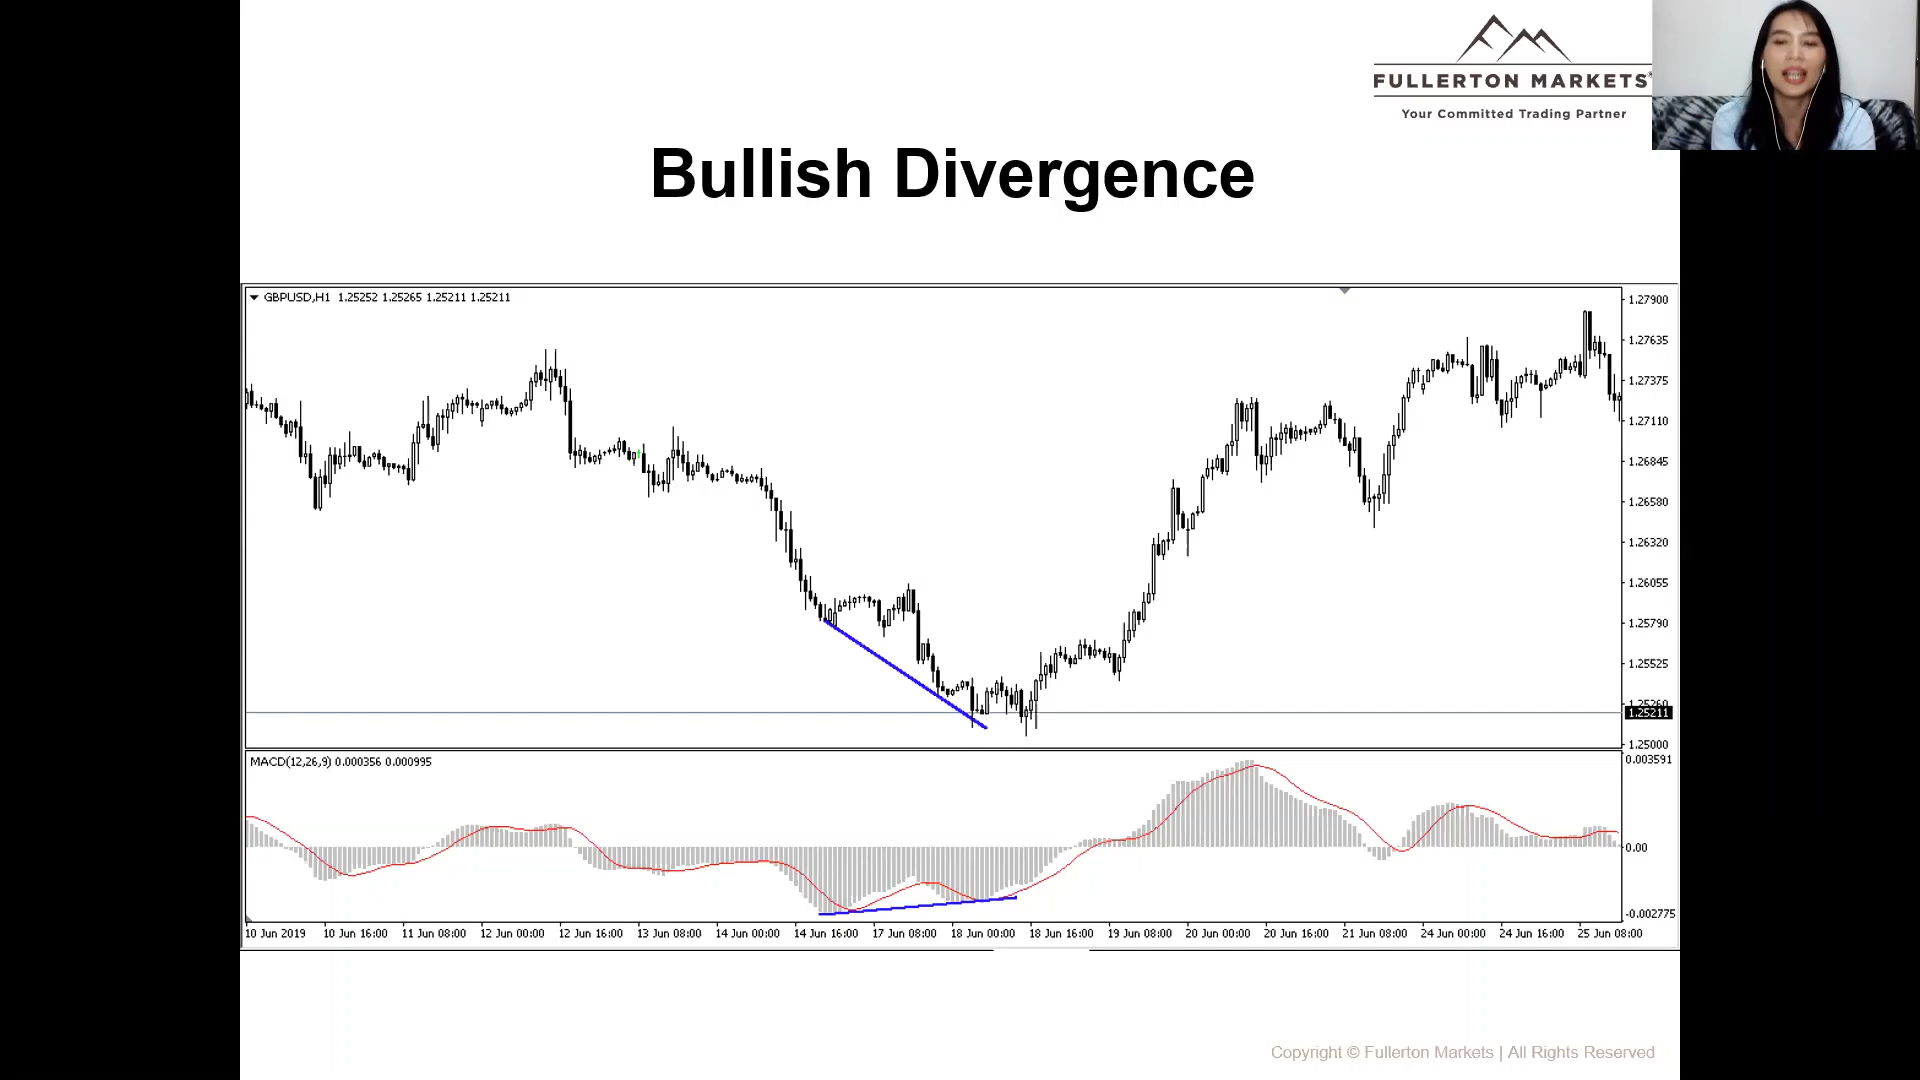 FULLERTON MARKETS®
Your Committed Trading Partner
Bullish Divergence
GBPUSD,H1 1.25252 1.25265 1.25211 1.25211
1.27900
1.27635
1.27375
1.27110
1.26845
1.26580
1.26320
1.26055
1.25790
1.25525
1.25260
1.25211
1.25000
MACD(12,26,9) 0.000356 0.000995
0.003591
0.00
-0.002775
10 Jun 2019 10 Jun 16:00 11 Jun 08:00 12 Jun 00:00 12 Jun 16:00 13 Jun 08:00 14 Jun 00:00 14 Jun 16:00 17 Jun 08:00 18 Jun 00:00 18 Jun 16:00 19 Jun 08:00 20 Jun 00:00 20 Jun 16:00 21 Jun 08:00 24 Jun 00:00 24 Jun 16:00 25 Jun 08:00
Copyright © Fullerton Markets | All Rights Reserved